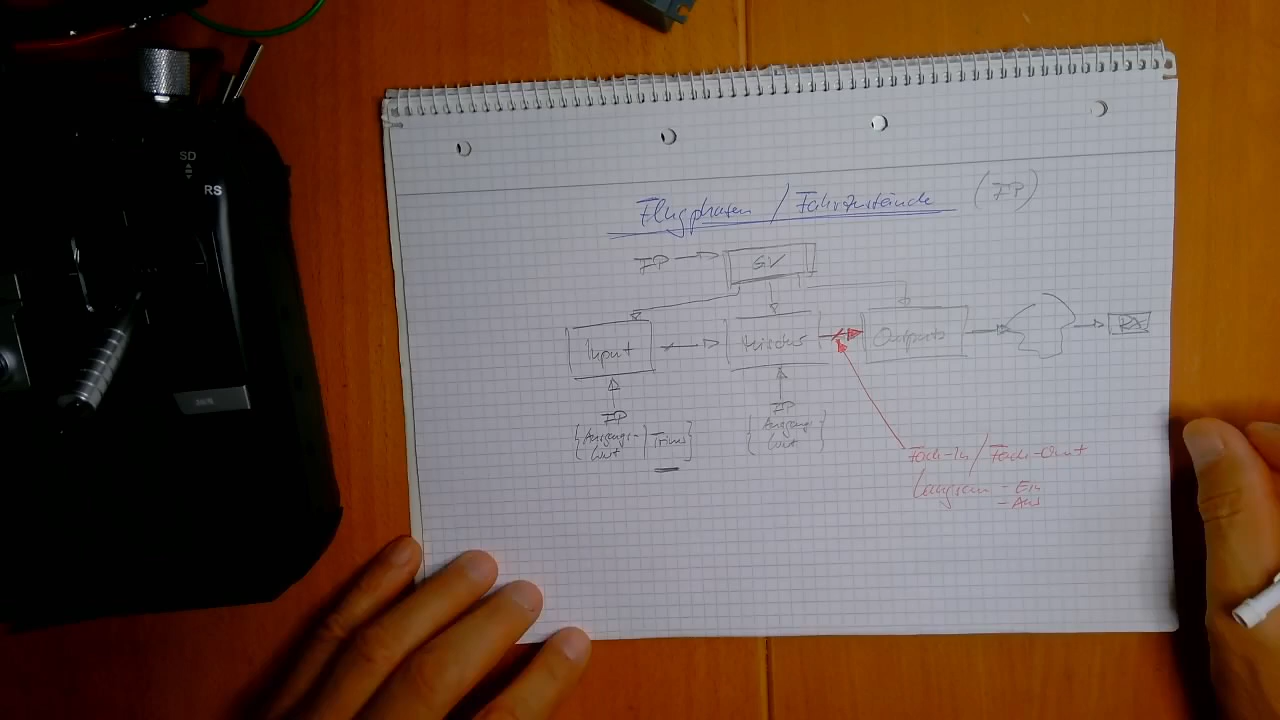 SD
RS
Flugphasen / Fahrzustände (FP)
FP
GV
Input
Mischer
Outputs
RX
FP
{Ausgangs- | Trims}
wert
FP
{Ausgangs
wert}
Fade-In / Fade-Out
Langsam - Ein
- Aus